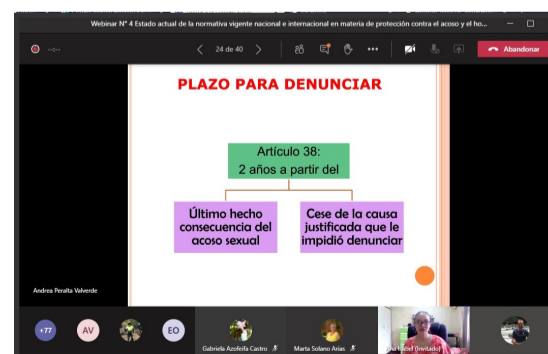 Webinar N° 4 Estado actual de la normativa vigente nacional e internacional en materia de protección contra el acoso y el ho...
24 de 40
Abandonar
PLAZO PARA DENUNCIAR
Artículo 38:
2 años a partir del
Último hecho
consecuencia del
acoso sexual
Cese de la causa
justificada que le
impidió denunciar
Andrea Peralta Valverde
+77
AV
EO
Gabriela Azofeifa Castro
Marta Solano Arias
(Invitado)